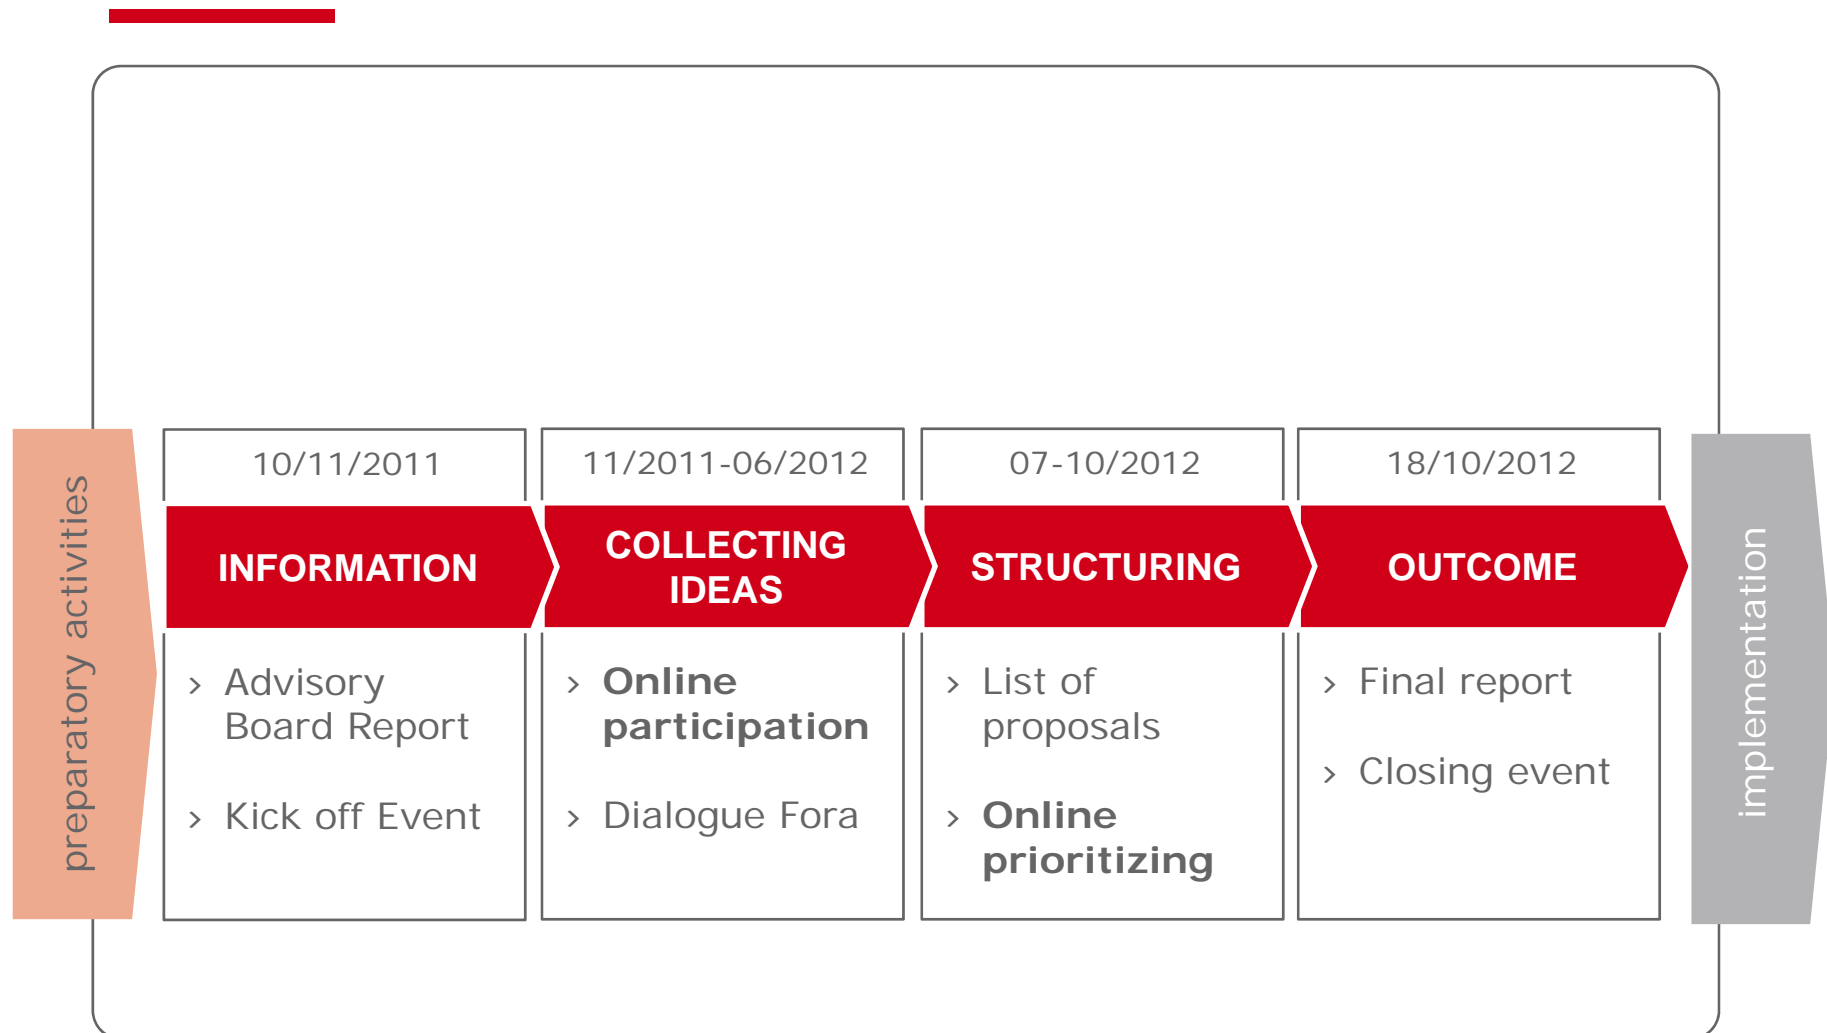 preparatory activities
10/11/2011
INFORMATION
› Advisory
Board Report
› Kick off Event
11/2011-06/2012
COLLECTING
IDEAS
› Online
participation
› Dialogue Fora
07-10/2012
STRUCTURING
› List of
proposals
› Online
prioritizing
18/10/2012
OUTCOME
› Final report
› Closing event
implementation